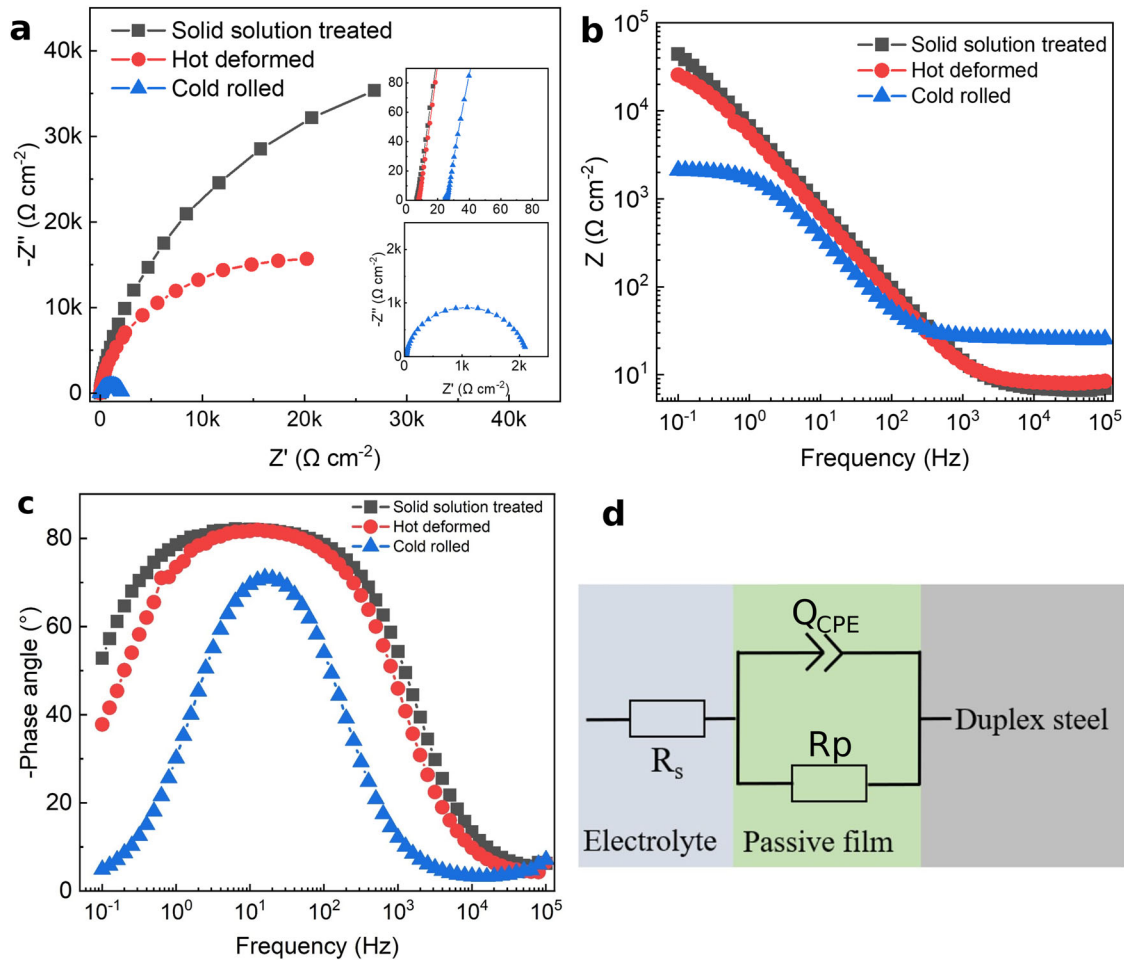 a
Solid solution treated
Hot deformed
Cold rolled
40k
30k
20k
10k
0
0
10k
20k
30k
40k
-Z'' (Ω cm⁻²)
Z' (Ω cm⁻²)
80
60
40
20
0
0
20
40
60
80
2k
1k
0
0
1k
2k
-Z'' (Ω cm⁻²)
Z' (Ω cm⁻²)
b
Solid solution treated
Hot deformed
Cold rolled
10⁵
10⁴
10³
10²
10¹
10⁻¹
10⁰
10¹
10²
10³
10⁴
10⁵
Z (Ω cm⁻²)
Frequency (Hz)
c
Solid solution treated
Hot deformed
Cold rolled
80
60
40
20
0
10⁻¹
10⁰
10¹
10²
10³
10⁴
10⁵
-Phase angle (°)
Frequency (Hz)
d
Q_CPE
R_s
Rp
Duplex steel
Electrolyte
Passive film